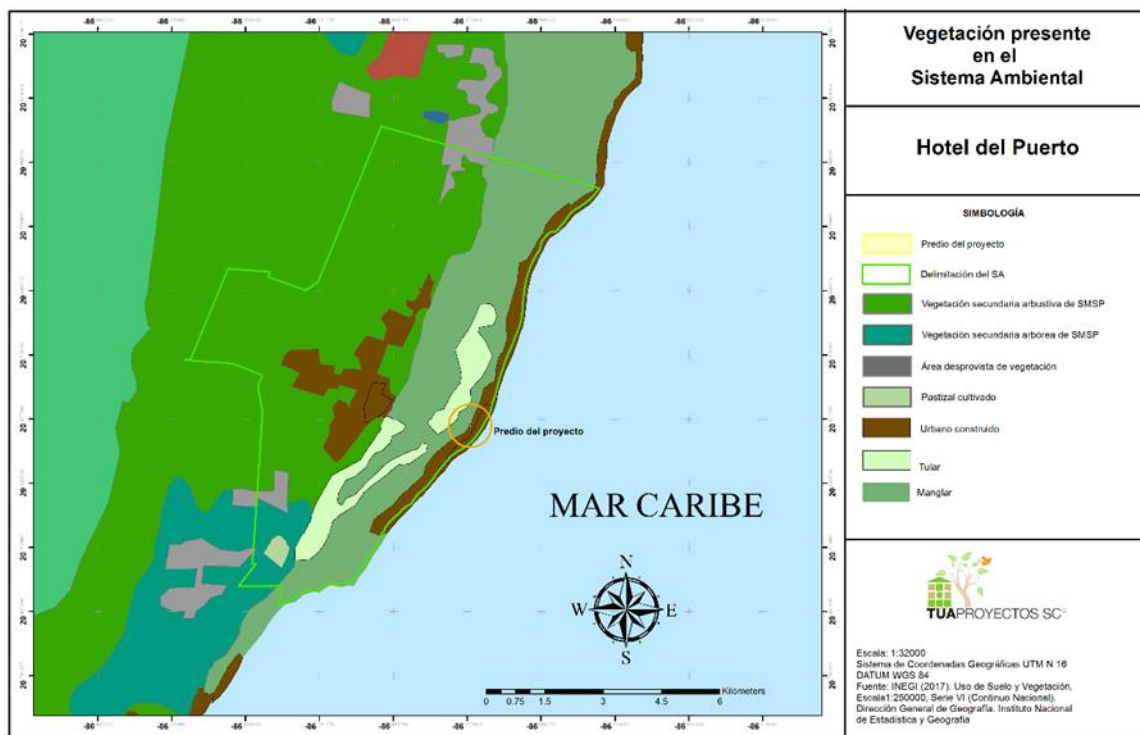 Vegetación presente
en el
Sistema Ambiental
Hotel del Puerto
SIMBOLOGÍA
Predio del proyecto
Delimitación del SA
Vegetación secundaria arbustiva de SMSP
Vegetación secundaria arbórea de SMSP
Área desprovista de vegetación
Pastizal cultivado
Urbano construido
Tular
Manglar
Predio del proyecto
MAR CARIBE
N
W E
S
Kilometers
0 0.75 1.5 3 4.5 6
TUAPROYECTOS SC
Escala: 1:32000
Sistema de Coordenadas Geográficas UTM N 16
DATUM WGS 84
Fuente: INEGI (2017). Uso de Suelo y Vegetación,
Escala1:250000, Serie VI (Continuo Nacional).
Dirección General de Geografía. Instituto Nacional
de Estadística y Geografía